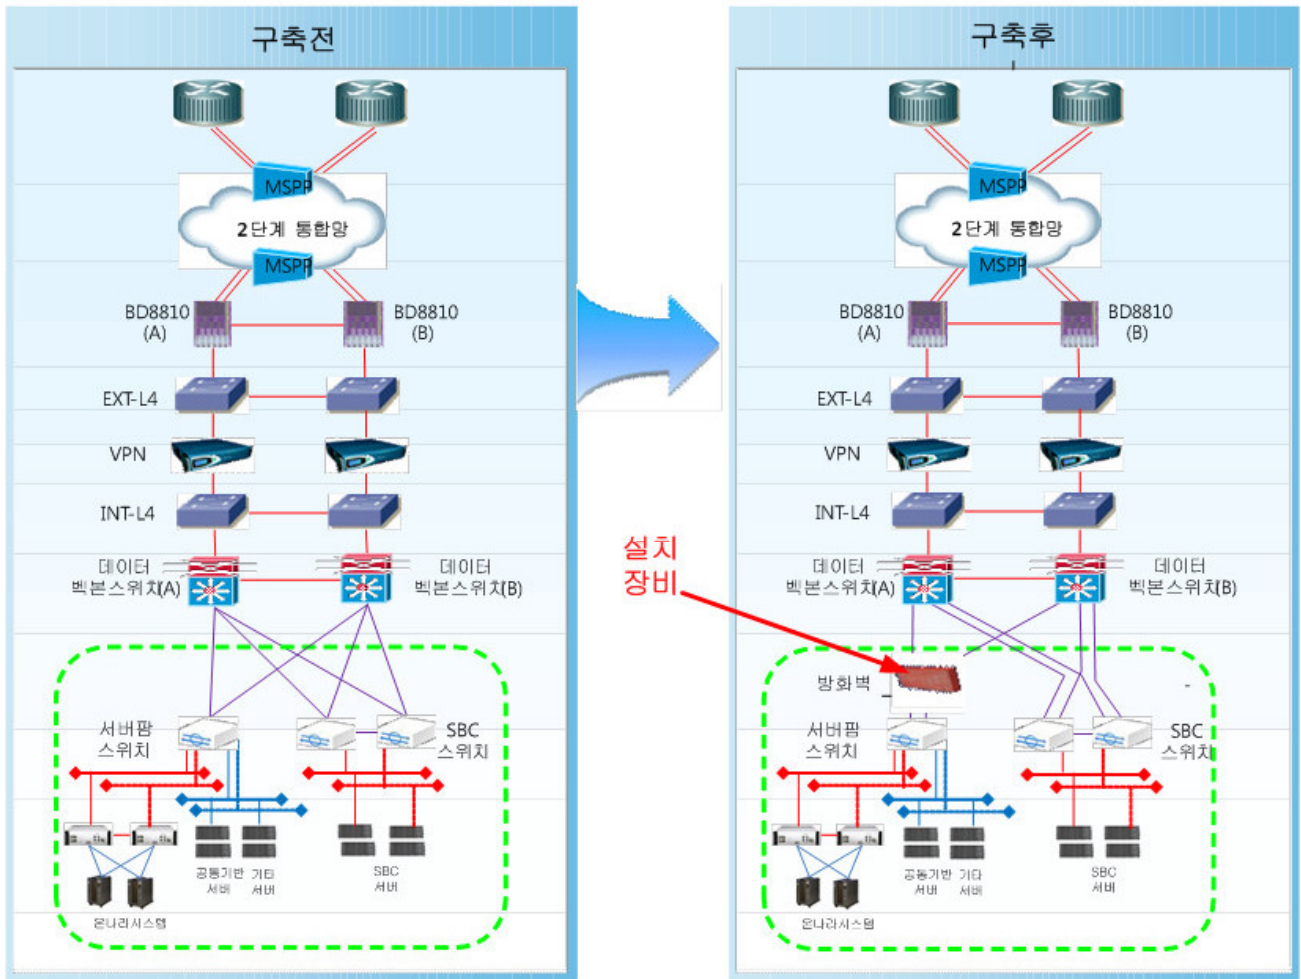 구축전
MSPP
2단계 통합망
MSPP
BD8810
(A)
BD8810
(B)
EXT-L4
VPN
INT-L4
데이터
벡본스위치(A)
데이터
벡본스위치(B)
서버팜
스위치
SBC
스위치
공통기반
서버
기타
서버
SBC
서버
온나라시스템
설치
장비
구축후
MSPP
2단계 통합망
MSPP
BD8810
(A)
BD8810
(B)
EXT-L4
VPN
INT-L4
데이터
벡본스위치(A)
데이터
벡본스위치(B)
방화벽
서버팜
스위치
SBC
스위치
공통기반
서버
기타
서버
SBC
서버
온나라시스템